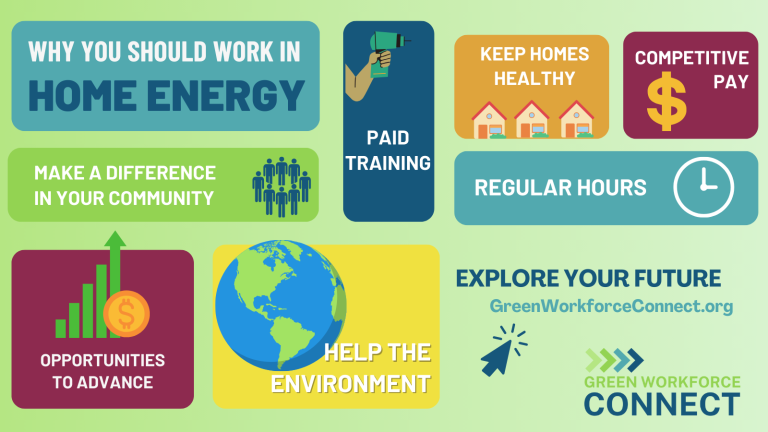 WHY YOU SHOULD WORK IN
HOME ENERGY
PAID
TRAINING
KEEP HOMES
HEALTHY
COMPETITIVE
PAY
$
MAKE A DIFFERENCE
IN YOUR COMMUNITY
REGULAR HOURS
$
OPPORTUNITIES
TO ADVANCE
HELP THE
ENVIRONMENT
EXPLORE YOUR FUTURE
GreenWorkforceConnect.org
GREEN WORKFORCE
CONNECT